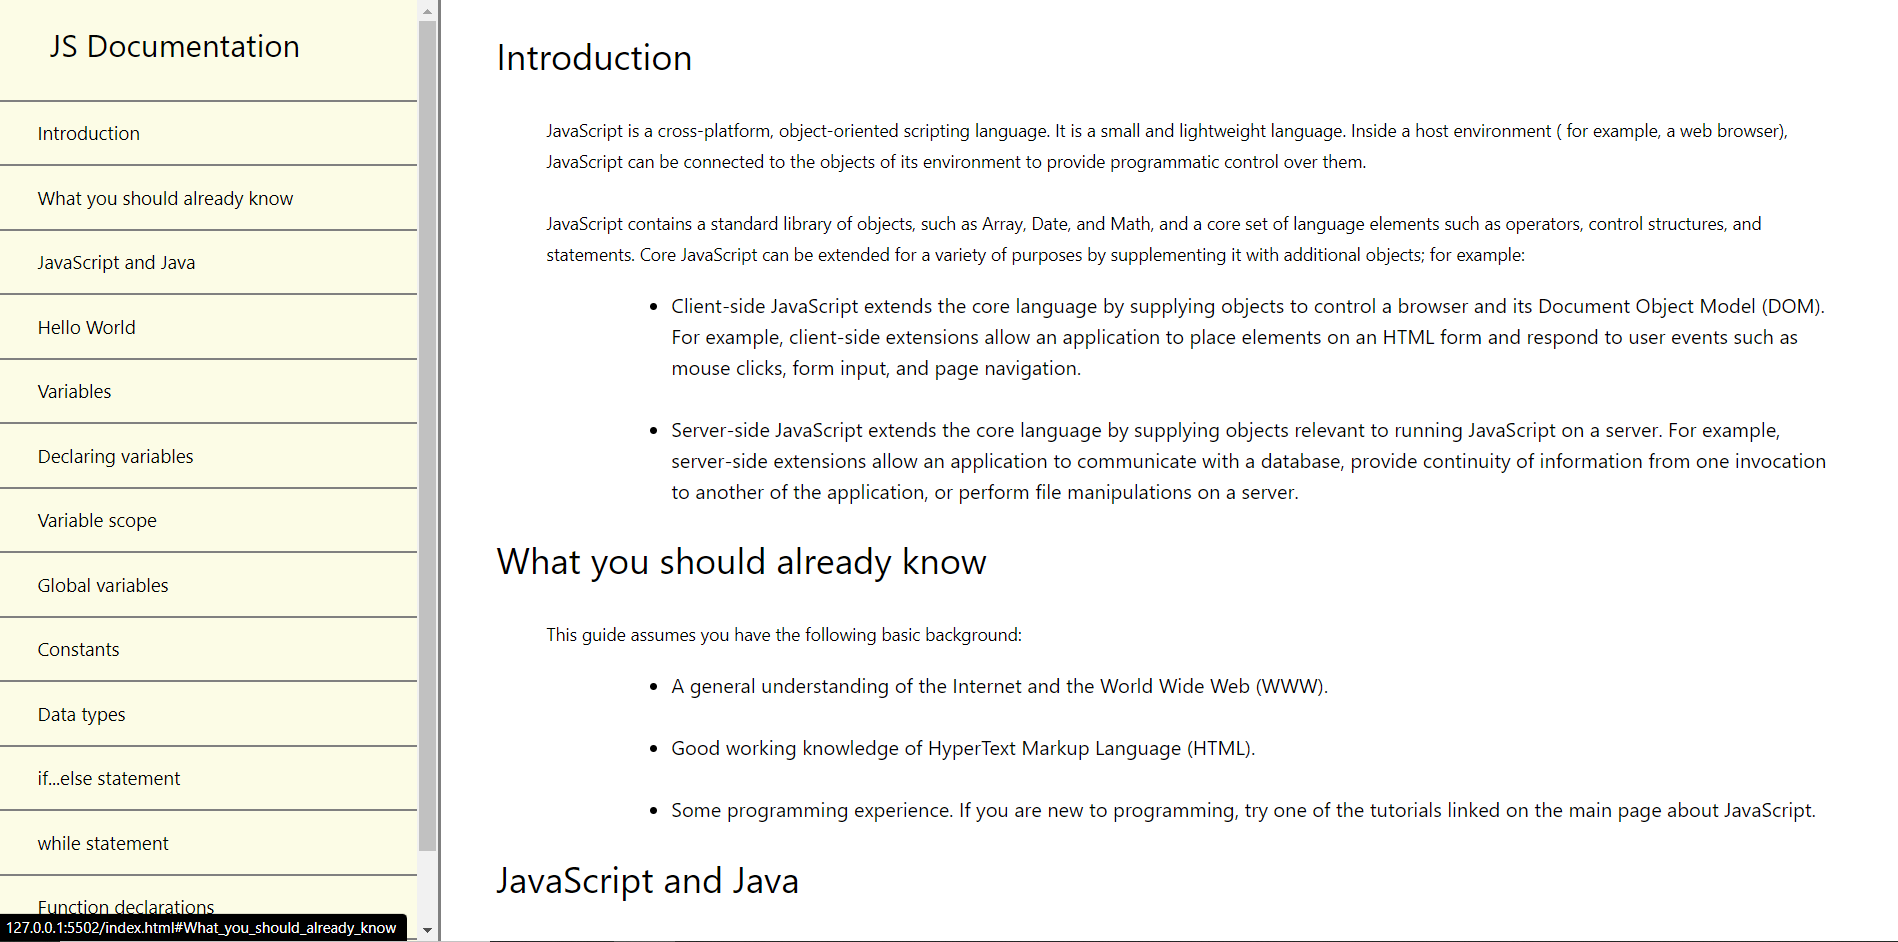 JS Documentation
Introduction
What you should already know
JavaScript and Java
Hello World
Variables
Declaring variables
Variable scope
Global variables
Constants
Data types
if...else statement
while statement
Function declarations
127.0.0.1:5502/index.html#What_you_should_already_know
Introduction
JavaScript is a cross-platform, object-oriented scripting language. It is a small and lightweight language. Inside a host environment ( for example, a web browser),
JavaScript can be connected to the objects of its environment to provide programmatic control over them.
JavaScript contains a standard library of objects, such as Array, Date, and Math, and a core set of language elements such as operators, control structures, and
statements. Core JavaScript can be extended for a variety of purposes by supplementing it with additional objects; for example:
• Client-side JavaScript extends the core language by supplying objects to control a browser and its Document Object Model (DOM).
For example, client-side extensions allow an application to place elements on an HTML form and respond to user events such as
mouse clicks, form input, and page navigation.
• Server-side JavaScript extends the core language by supplying objects relevant to running JavaScript on a server. For example,
server-side extensions allow an application to communicate with a database, provide continuity of information from one invocation
to another of the application, or perform file manipulations on a server.
What you should already know
This guide assumes you have the following basic background:
• A general understanding of the Internet and the World Wide Web (WWW).
• Good working knowledge of HyperText Markup Language (HTML).
• Some programming experience. If you are new to programming, try one of the tutorials linked on the main page about JavaScript.
JavaScript and Java